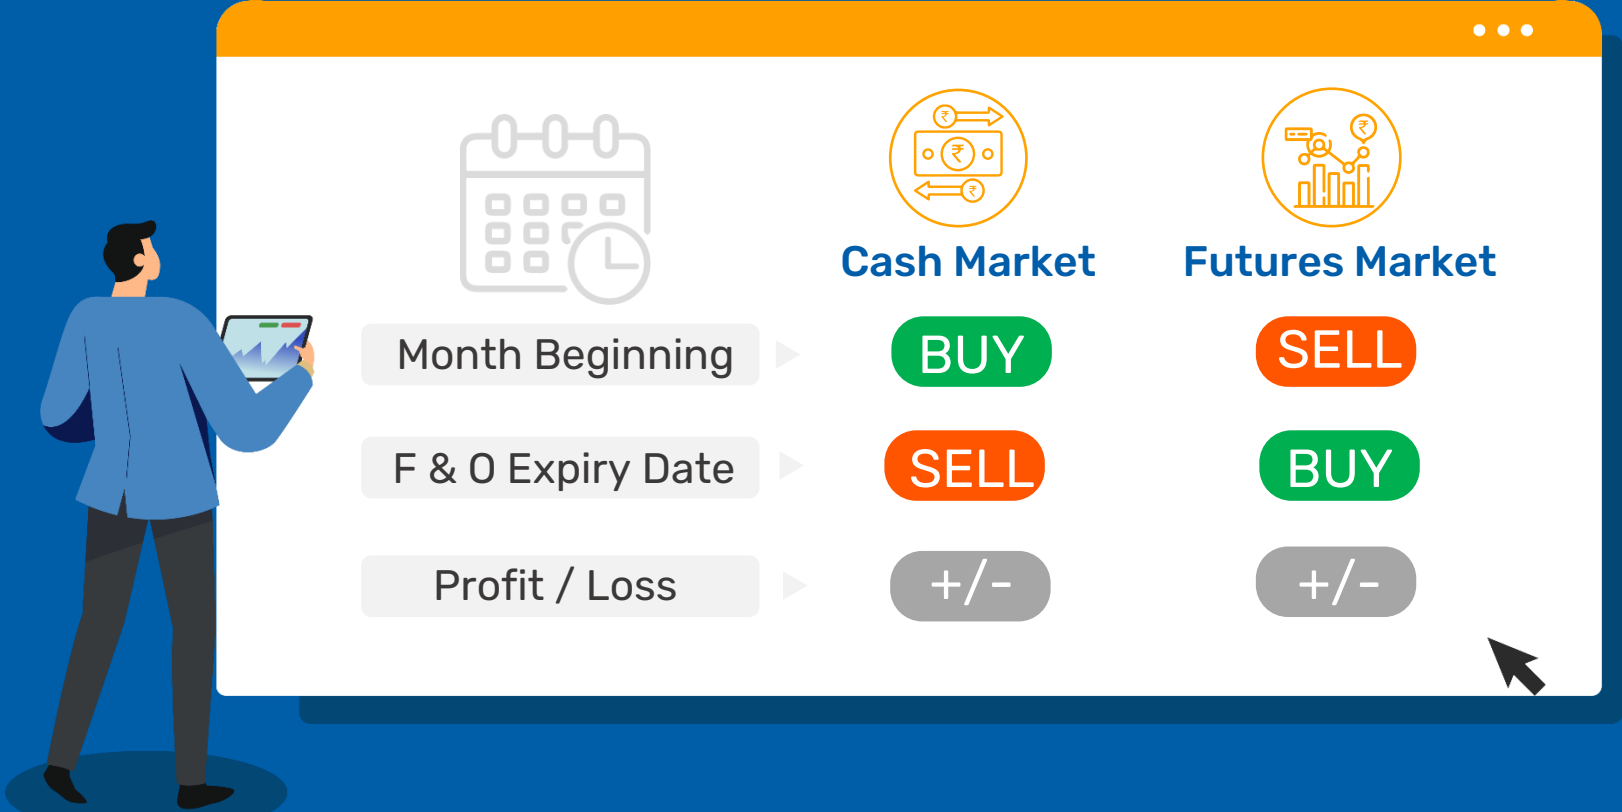 Cash Market
Futures Market
Month Beginning
BUY
SELL
F & O Expiry Date
SELL
BUY
Profit / Loss
+/-
+/-